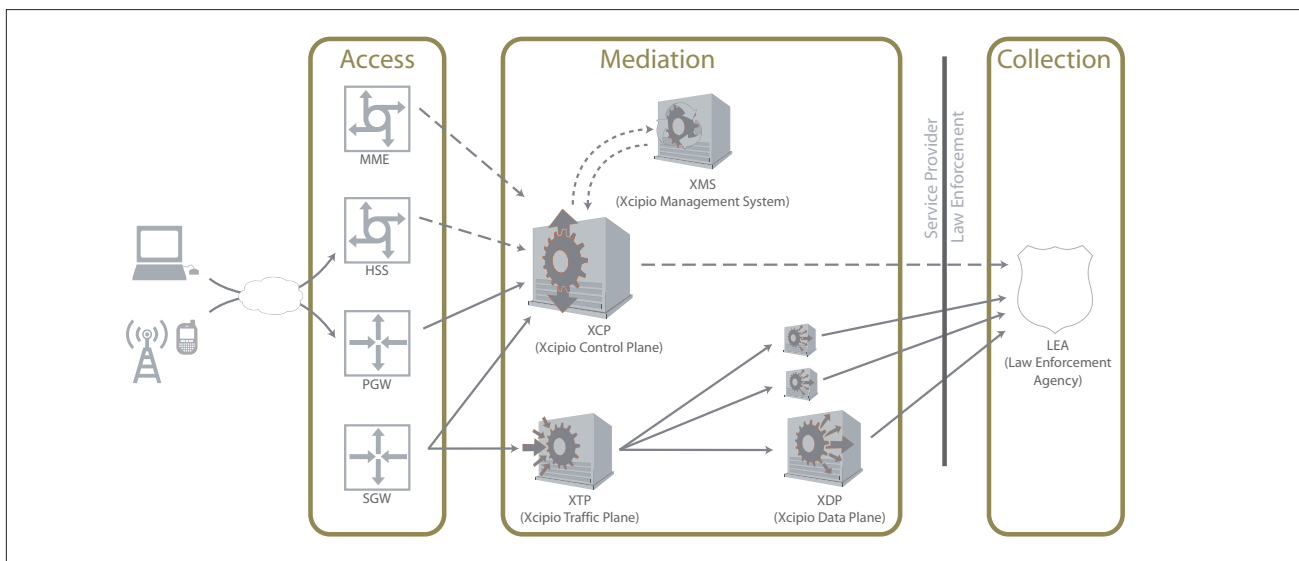 Access
Mediation
Collection
MME
HSS
PGW
SGW
XMS
(Xcipio Management System)
XCP
(Xcipio Control Plane)
XTP
(Xcipio Traffic Plane)
XDP
(Xcipio Data Plane)
Service Provider
Law Enforcement
LEA
(Law Enforcement
Agency)